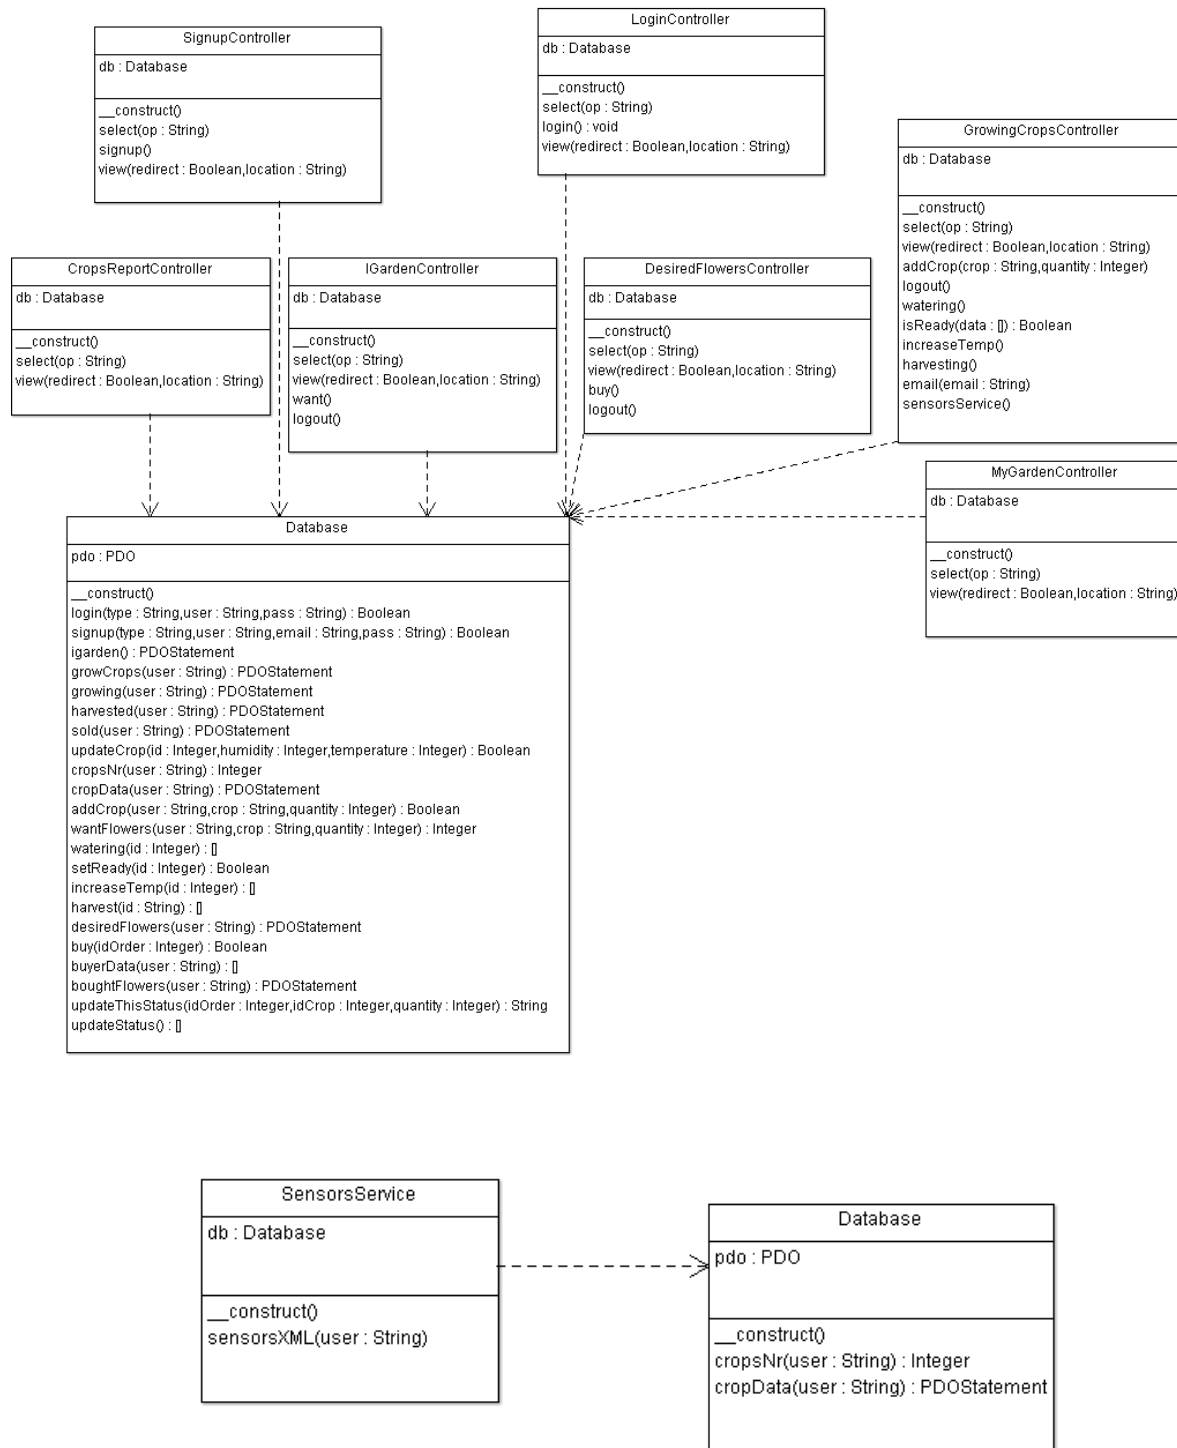 SignupController
db : Database
__construct()
select(op : String)
signup()
view(redirect : Boolean,location : String)
LoginController
db : Database
__construct()
select(op : String)
login() : void
view(redirect : Boolean,location : String)
GrowingCropsController
db : Database
__construct()
select(op : String)
view(redirect : Boolean,location : String)
addCrop(crop : String,quantity : Integer)
logout()
watering()
isReady(data : []) : Boolean
increaseTemp()
harvesting()
email(email : String)
sensorsService()
CropsReportController
db : Database
__construct()
select(op : String)
view(redirect : Boolean,location : String)
IGardenController
db : Database
__construct()
select(op : String)
view(redirect : Boolean,location : String)
want()
logout()
DesiredFlowersController
db : Database
__construct()
select(op : String)
view(redirect : Boolean,location : String)
buy()
logout()
MyGardenController
db : Database
__construct()
select(op : String)
view(redirect : Boolean,location : String)
Database
pdo : PDO
__construct()
login(type : String,user : String,pass : String) : Boolean
signup(type : String,user : String,email : String,pass : String) : Boolean
igarden() : PDOStatement
growCrops(user : String) : PDOStatement
growing(user : String) : PDOStatement
harvested(user : String) : PDOStatement
sold(user : String) : PDOStatement
updateCrop(id : Integer,humidity : Integer,temperature : Integer) : Boolean
cropsNr(user : String) : Integer
cropData(user : String) : PDOStatement
addCrop(user : String,crop : String,quantity : Integer) : Boolean
wantFlowers(user : String,crop : String,quantity : Integer) : Integer
watering(id : Integer) : []
setReady(id : Integer) : Boolean
increaseTemp(id : Integer) : []
harvest(id : String) : []
desiredFlowers(user : String) : PDOStatement
buy(idOrder : Integer) : Boolean
buyerData(user : String) : []
boughtFlowers(user : String) : PDOStatement
updateThisStatus(idOrder : Integer,idCrop : Integer,quantity : Integer) : String
updateStatus() : []
SensorsService
db : Database
__construct()
sensorsXML(user : String)
Database
pdo : PDO
__construct()
cropsNr(user : String) : Integer
cropData(user : String) : PDOStatement